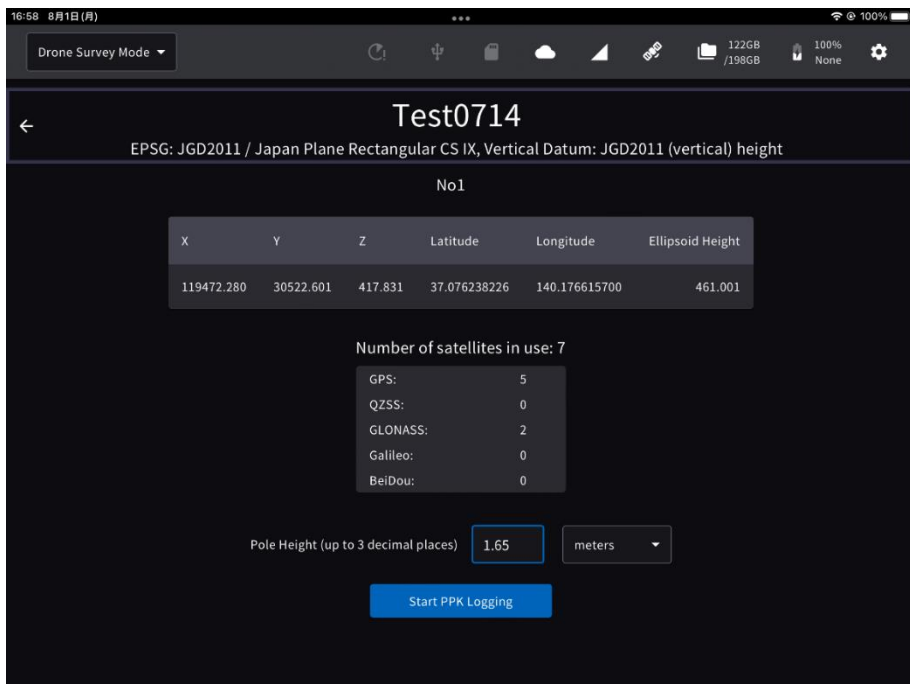 16:58 8月1日(月) 100%
Drone Survey Mode 122GB /198GB 100% None
Test0714
EPSG: JGD2011 / Japan Plane Rectangular CS IX, Vertical Datum: JGD2011 (vertical) height
No1
X Y Z Latitude Longitude Ellipsoid Height
119472.280 30522.601 417.831 37.076238226 140.176615700 461.001
Number of satellites in use: 7
GPS: 5
QZSS: 0
GLONASS: 2
Galileo: 0
BeiDou: 0
Pole Height (up to 3 decimal places) 1.65 meters
Start PPK Logging